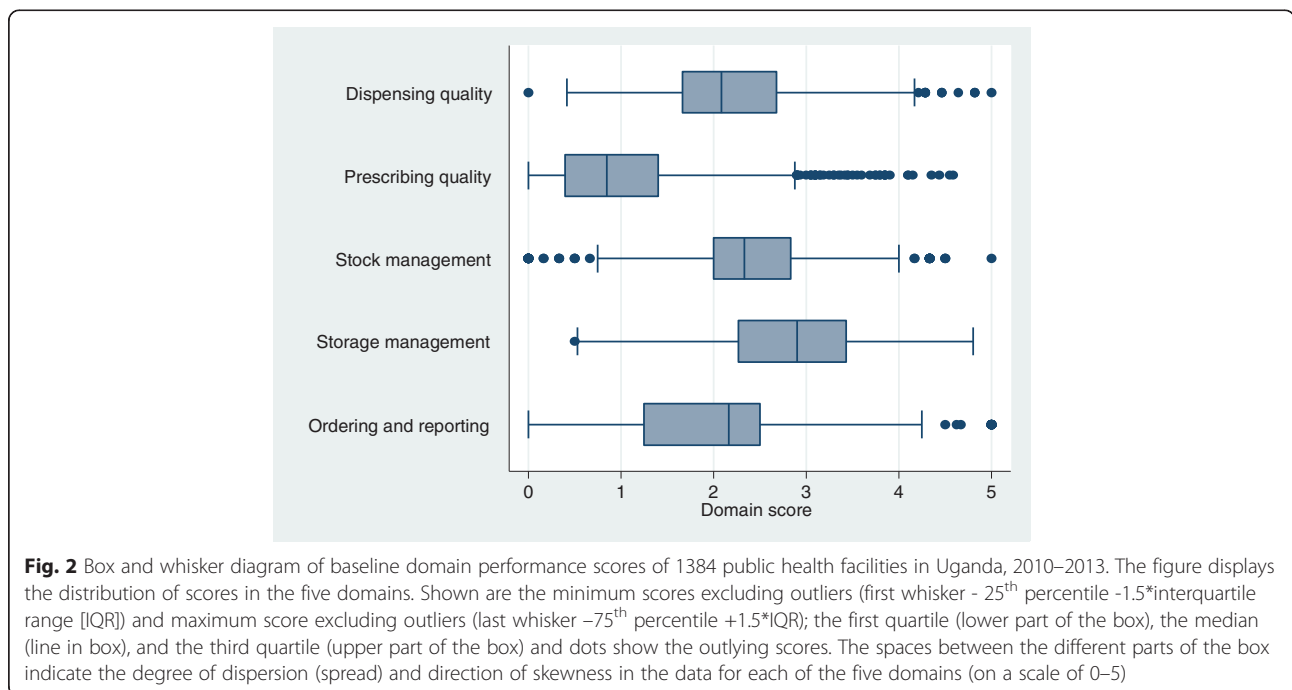 Dispensing quality
Prescribing quality
Stock management
Storage management
Ordering and reporting
0 1 2 3 4 5
Domain score
Fig. 2 Box and whisker diagram of baseline domain performance scores of 1384 public health facilities in Uganda, 2010–2013. The figure displays
the distribution of scores in the five domains. Shown are the minimum scores excluding outliers (first whisker - 25th percentile -1.5*interquartile
range [IQR]) and maximum score excluding outliers (last whisker –75th percentile +1.5*IQR); the first quartile (lower part of the box), the median
(line in box), and the third quartile (upper part of the box) and dots show the outlying scores. The spaces between the different parts of the box
indicate the degree of dispersion (spread) and direction of skewness in the data for each of the five domains (on a scale of 0–5)